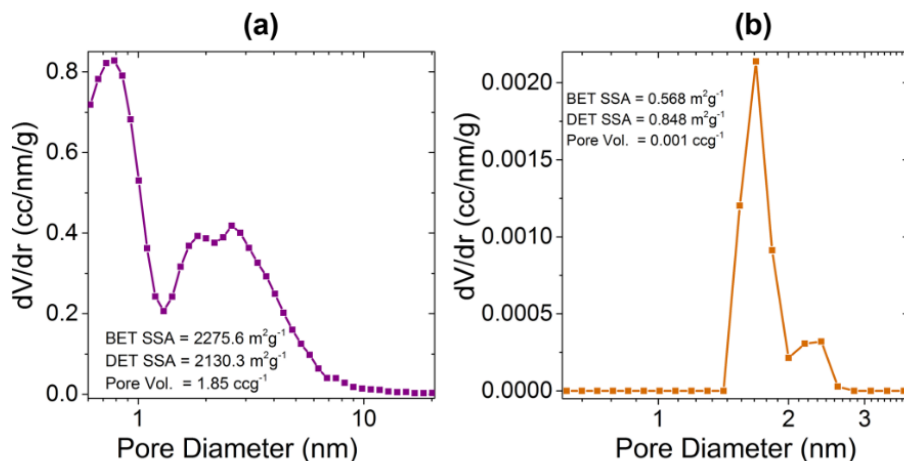 (a)
dV/dr (cc/nm/g)
0.8
0.6
0.4
0.2
0.0
BET SSA = 2275.6 m²g⁻¹
DET SSA = 2130.3 m²g⁻¹
Pore Vol. = 1.85 ccg⁻¹
1
10
Pore Diameter (nm)
(b)
dV/dr (cc/nm/g)
0.0020
0.0015
0.0010
0.0005
0.0000
BET SSA = 0.568 m²g⁻¹
DET SSA = 0.848 m²g⁻¹
Pore Vol. = 0.001 ccg⁻¹
1
2
3
Pore Diameter (nm)